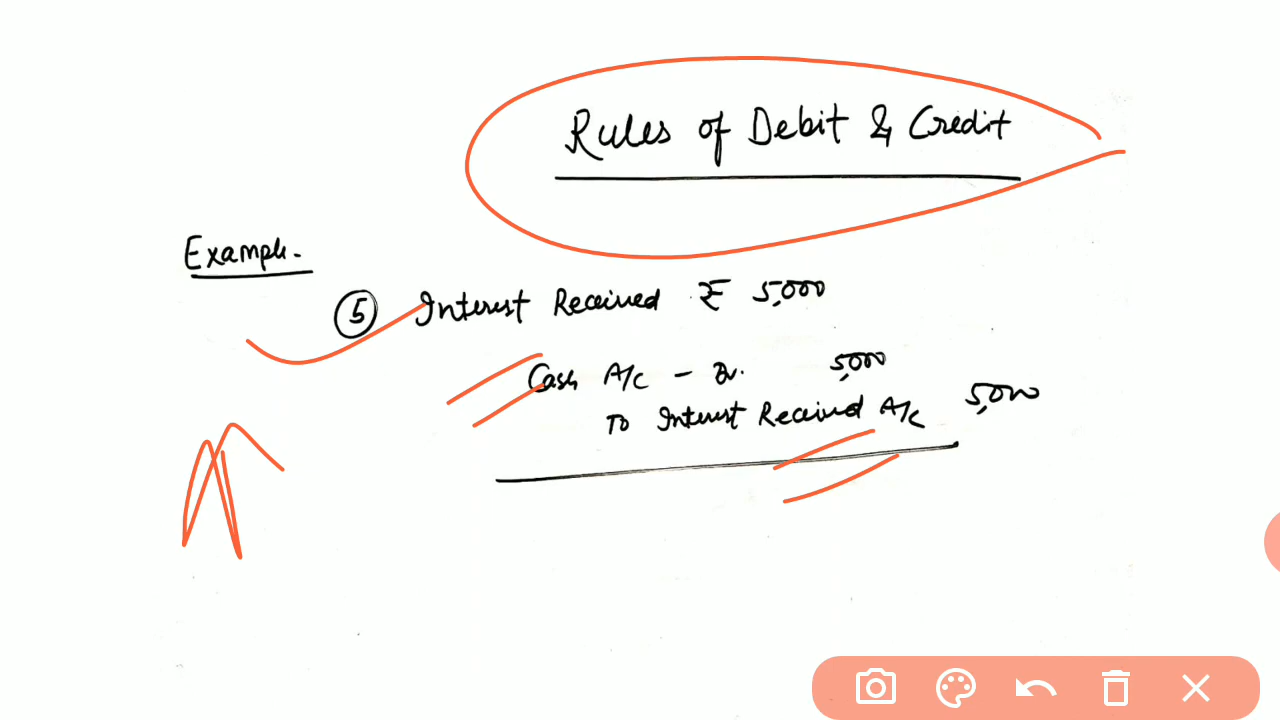 Rules of Debit & Credit
Example.
5 Interest Received ₹ 5,000
Cash A/c - Dr. 5,000
To Interest Received A/c 5,000